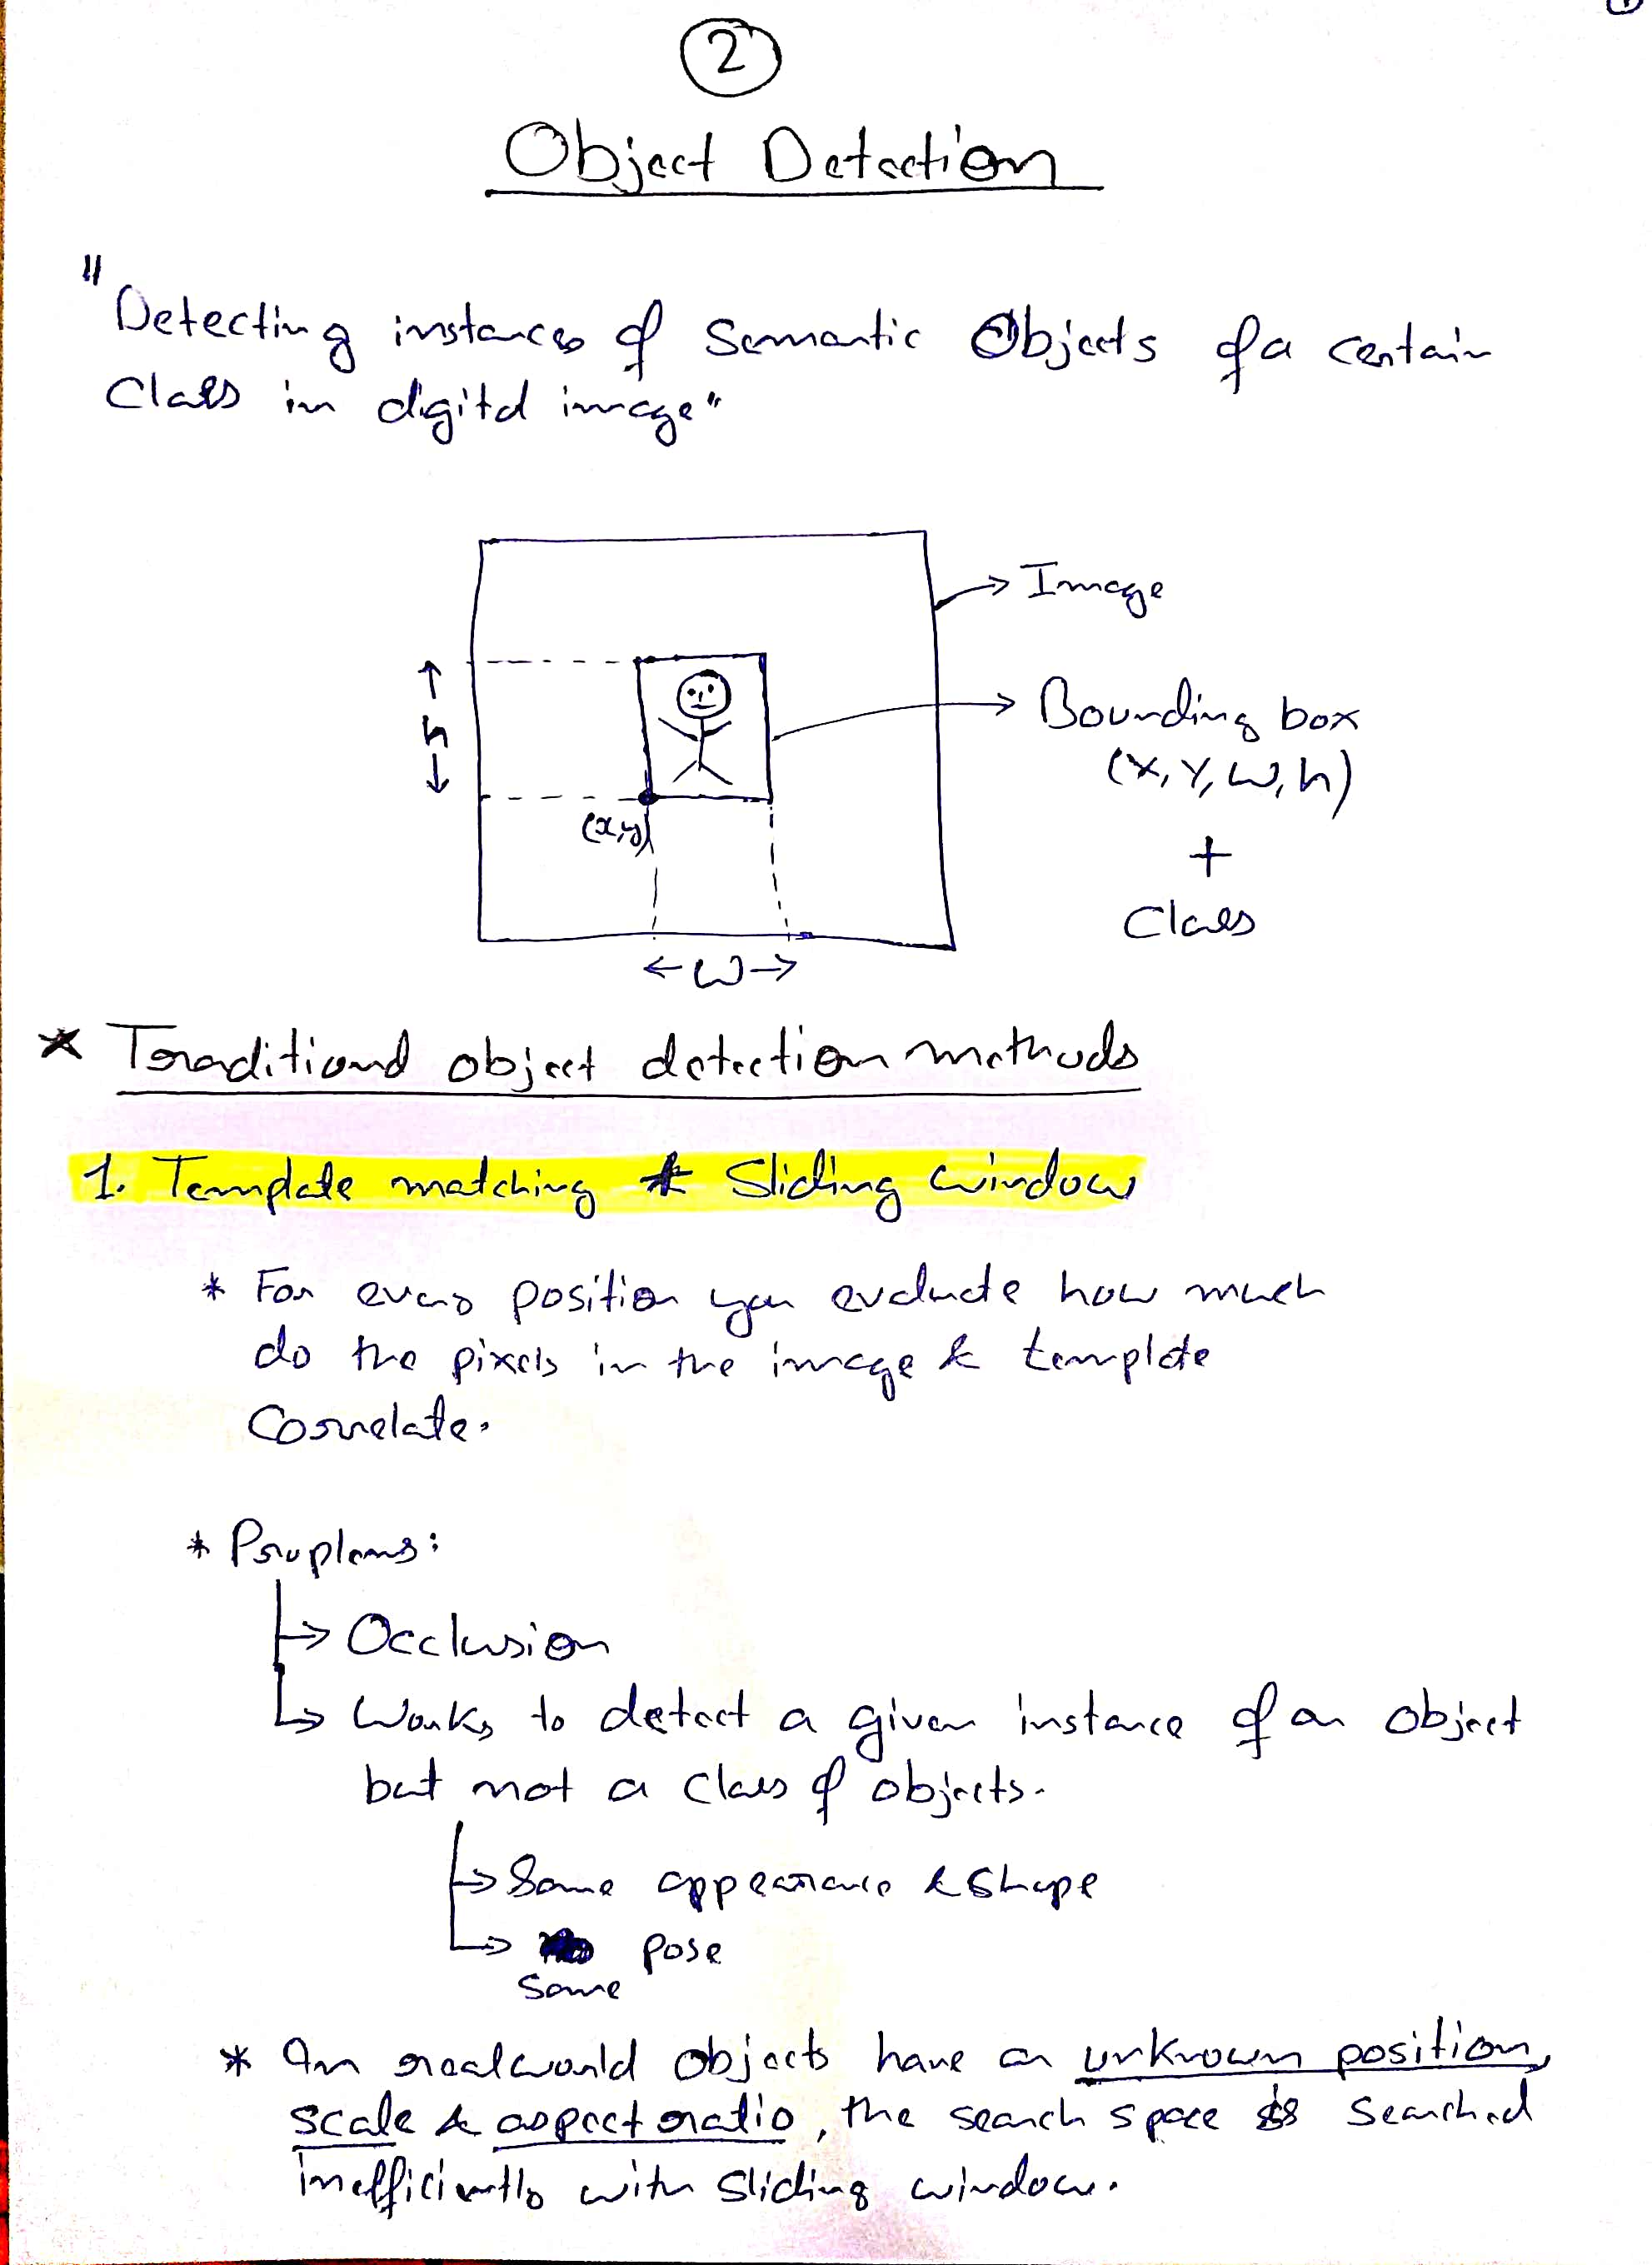 2
Object Detection
"Detecting instances of Semantic Objects of a certain
Class in digital image"
Image
h
Bounding box
(x, y, w, h)
(x,y)
+
Class
←w→
* Traditional object detection methods
1. Template matching & Sliding window
* For every position you evaluate how much
do the pixels in the image & template
Correlate.
* Prouplems:
↳ Occlusion
↳ Works to detect a given instance of an object
but not a class of objects.
↳ Same appearance & Shape
↳ pose
Same
* In realworld objects have an unknown position,
scale & aspect ratio, the search space is searched
inefficiently with sliding window.